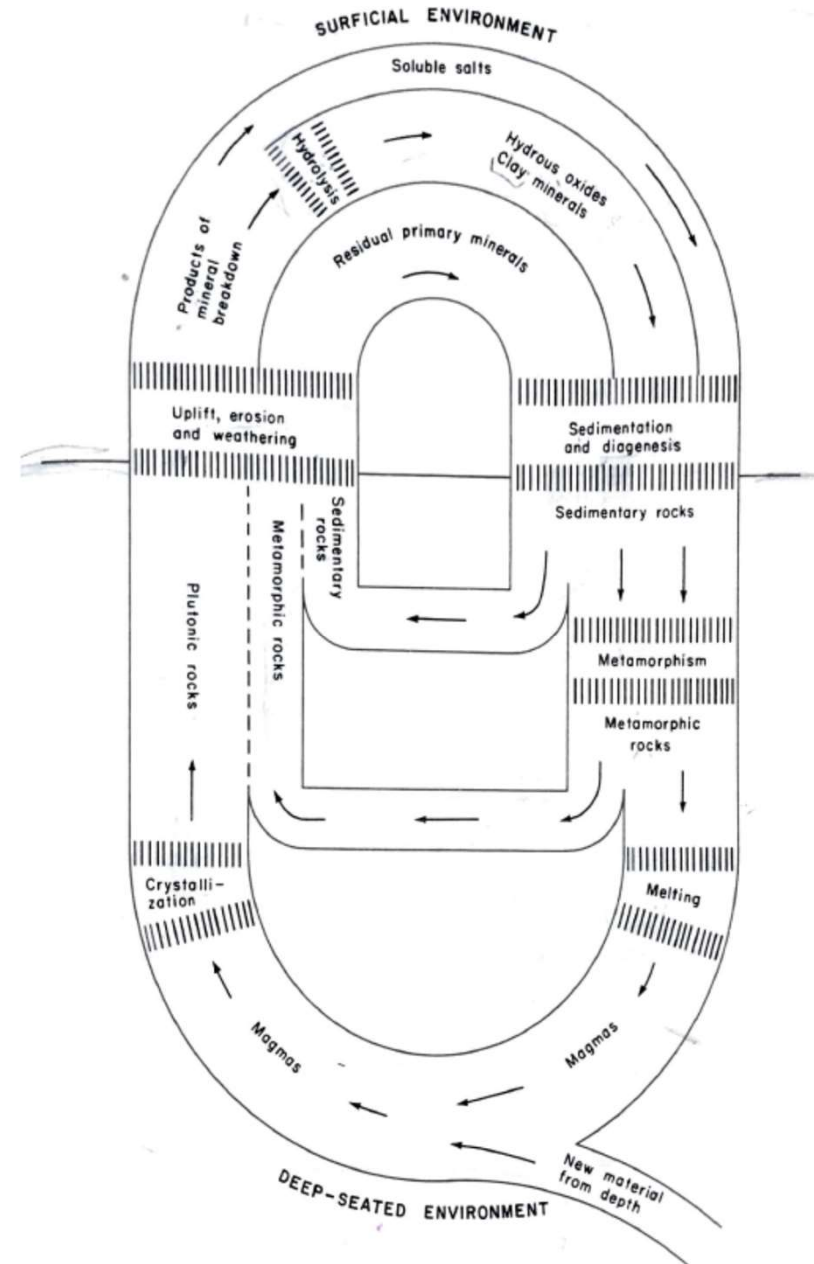 SURFICIAL ENVIRONMENT
Soluble salts
Hydrolysis
Hydrous oxides
Clay minerals
Products of
mineral
breakdown
Residual primary minerals
Uplift, erosion
and weathering
Sedimentation
and diagenesis
Sedimentary rocks
Sedimentary
rocks
Metamorphic rocks
Plutonic rocks
Metamorphism
Metamorphic
rocks
Crystalli-
zation
Melting
Magmas
Magmas
New material
from depth
DEEP-SEATED ENVIRONMENT